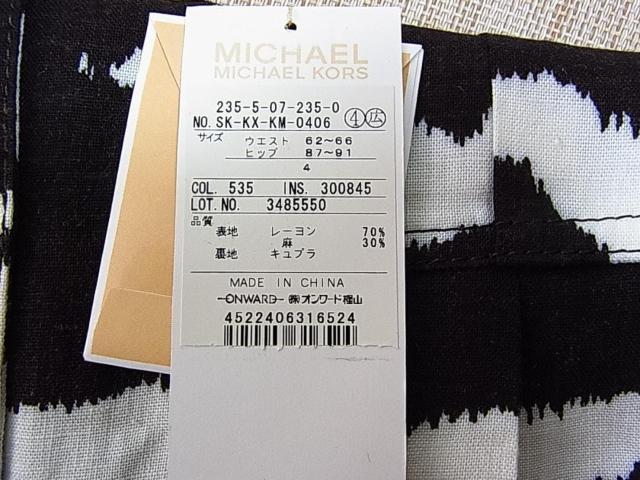 MICHAEL
MICHAEL KORS
235-5-07-235-0
NO. SK-KX-KM-0406 ④広
サイズ ウエスト 62〜66
ヒップ 87〜91
4
COL. 535 INS. 300845
LOT.NO. 3485550
品質
表地 レーヨン 70%
麻 30%
裏地 キュプラ
MADE IN CHINA
ONWARD ㈱オンワード樫山
4522406316524